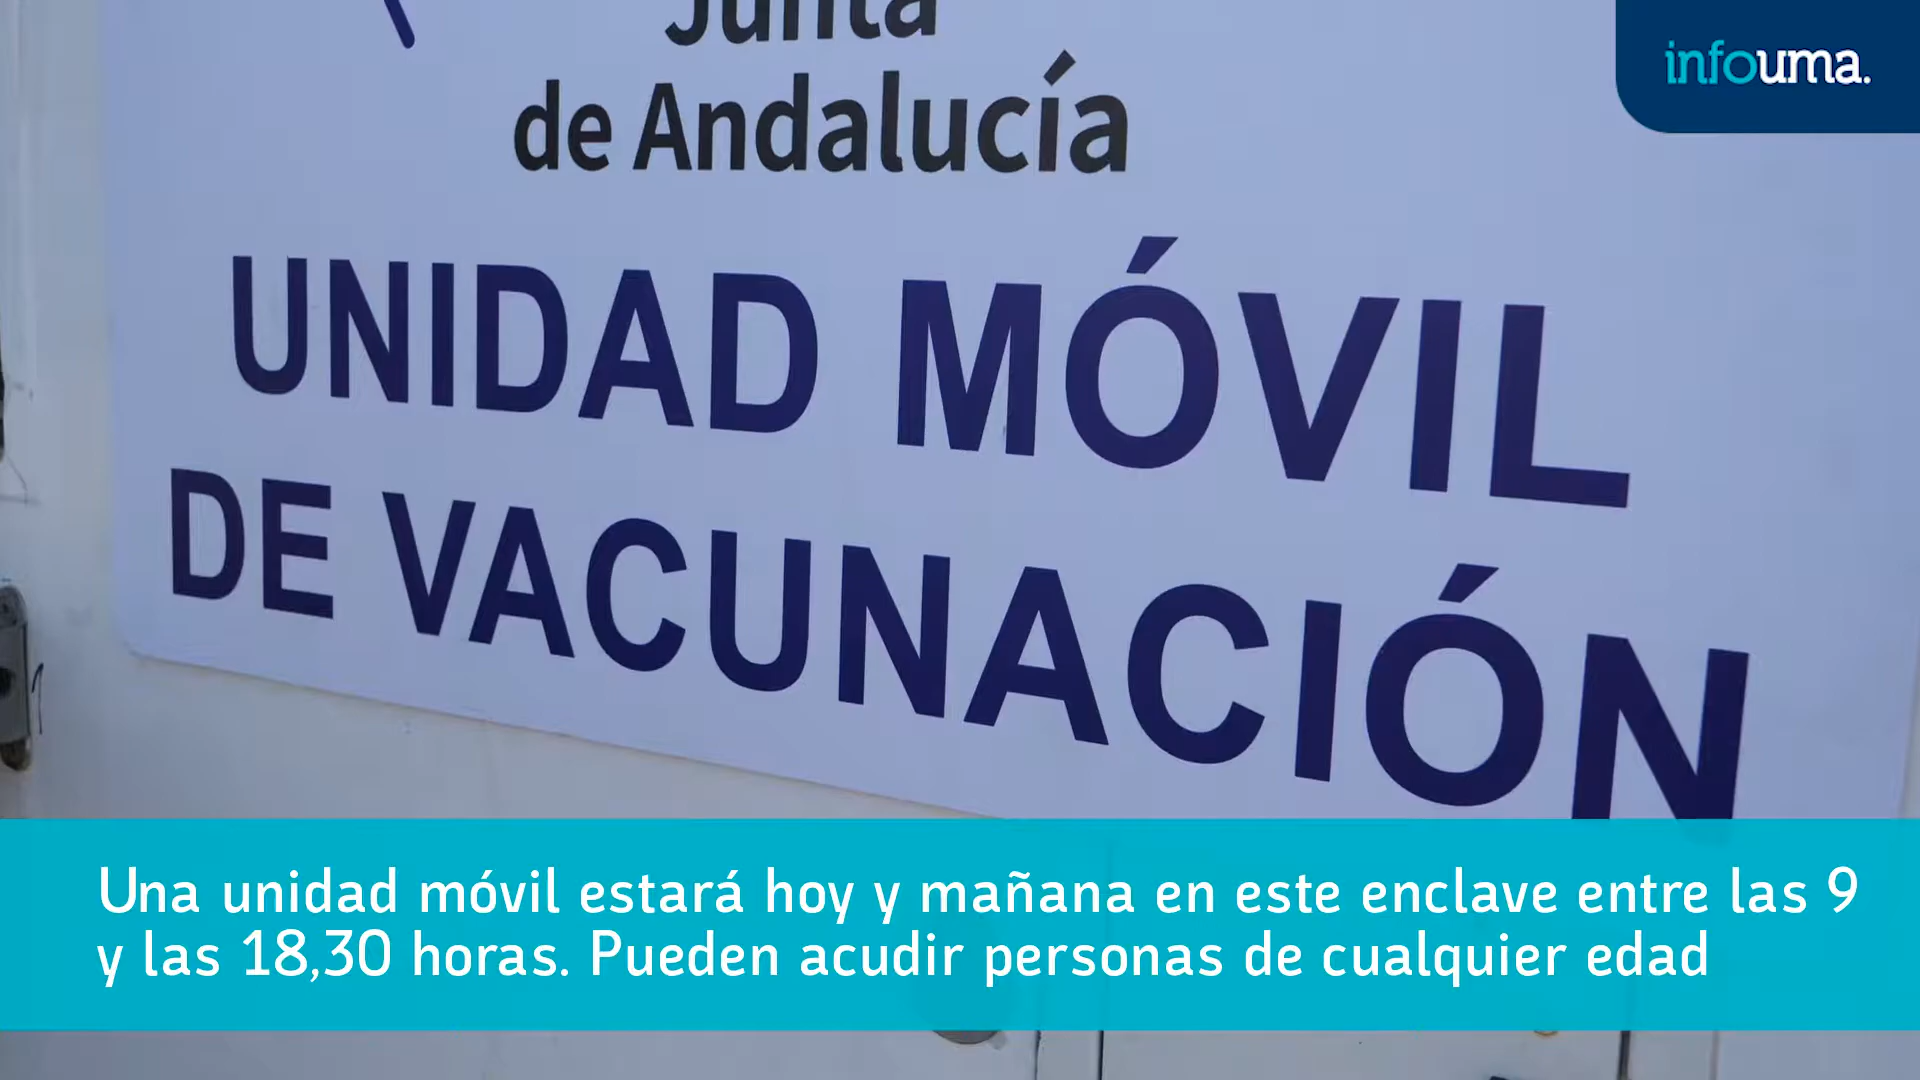 Junta
de Andalucía
infouma.
UNIDAD MÓVIL
DE VACUNACIÓN
Una unidad móvil estará hoy y mañana en este enclave entre las 9
y las 18,30 horas. Pueden acudir personas de cualquier edad